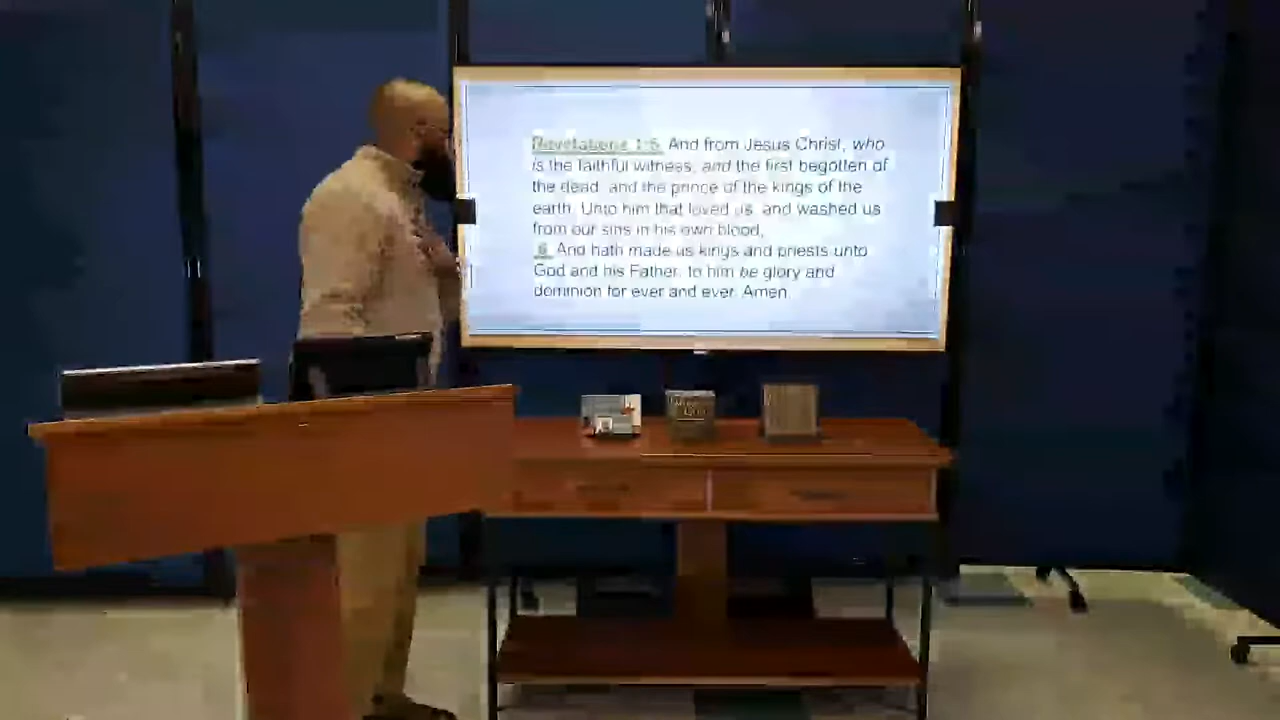 Revelations 1:5 And from Jesus Christ, who
is the faithful witness, and the first begotten of
the dead, and the prince of the kings of the
earth. Unto him that loved us, and washed us
from our sins in his own blood,
6 And hath made us kings and priests unto
God and his Father; to him be glory and
dominion for ever and ever. Amen.